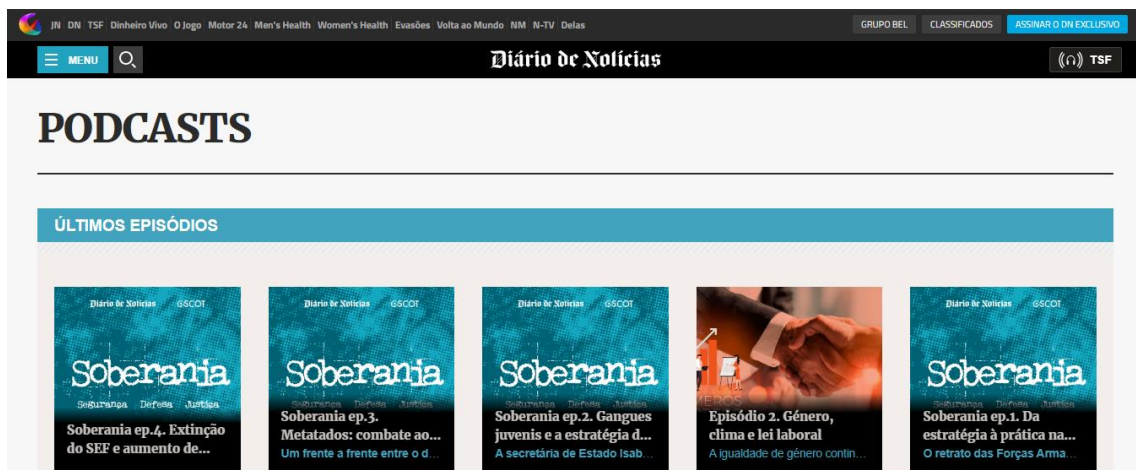 JN DN TSF Dinheiro Vivo O Jogo Motor 24 Men's Health Women's Health Evasões Volta ao Mundo NM N-TV Delas GRUPO BEL CLASSIFICADOS ASSINAR O DN EXCLUSIVO
MENU Diário de Notícias TSF
PODCASTS
ÚLTIMOS EPISÓDIOS
Diário de Notícias GSCOT
Soberania
Segurança Defesa Justiça
Soberania ep.4. Extinção
do SEF e aumento de...
Diário de Notícias GSCOT
Soberania
Segurança Defesa Justiça
Soberania ep.3.
Metatados: combate ao...
Um frente a frente entre o d...
Diário de Notícias GSCOT
Soberania
Segurança Defesa Justiça
Soberania ep.2. Gangues
juvenis e a estratégia d...
A secretária de Estado Isab...
Episódio 2. Género,
clima e lei laboral
A igualdade de género contin...
Diário de Notícias GSCOT
Soberania
Segurança Defesa Justiça
Soberania ep.1. Da
estratégia à prática na...
O retrato das Forças Arma...